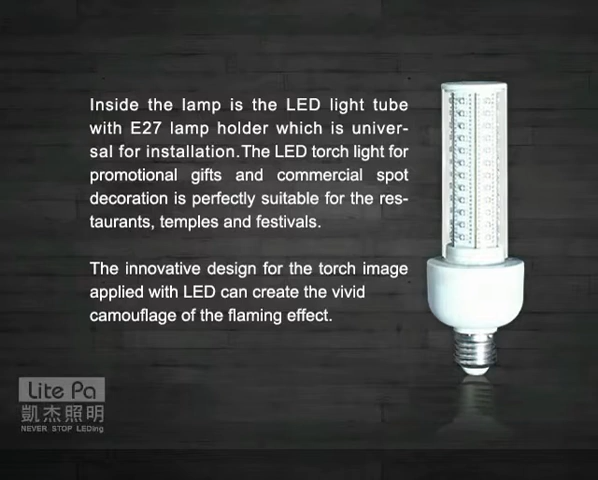 Inside the lamp is the LED light tube
with E27 lamp holder which is univer-
sal for installation.The LED torch light for
promotional gifts and commercial spot
decoration is perfectly suitable for the res-
taurants, temples and festivals.
The innovative design for the torch image
applied with LED can create the vivid
camouflage of the flaming effect.
Lite Pa
凱杰照明
NEVER STOP LEDing